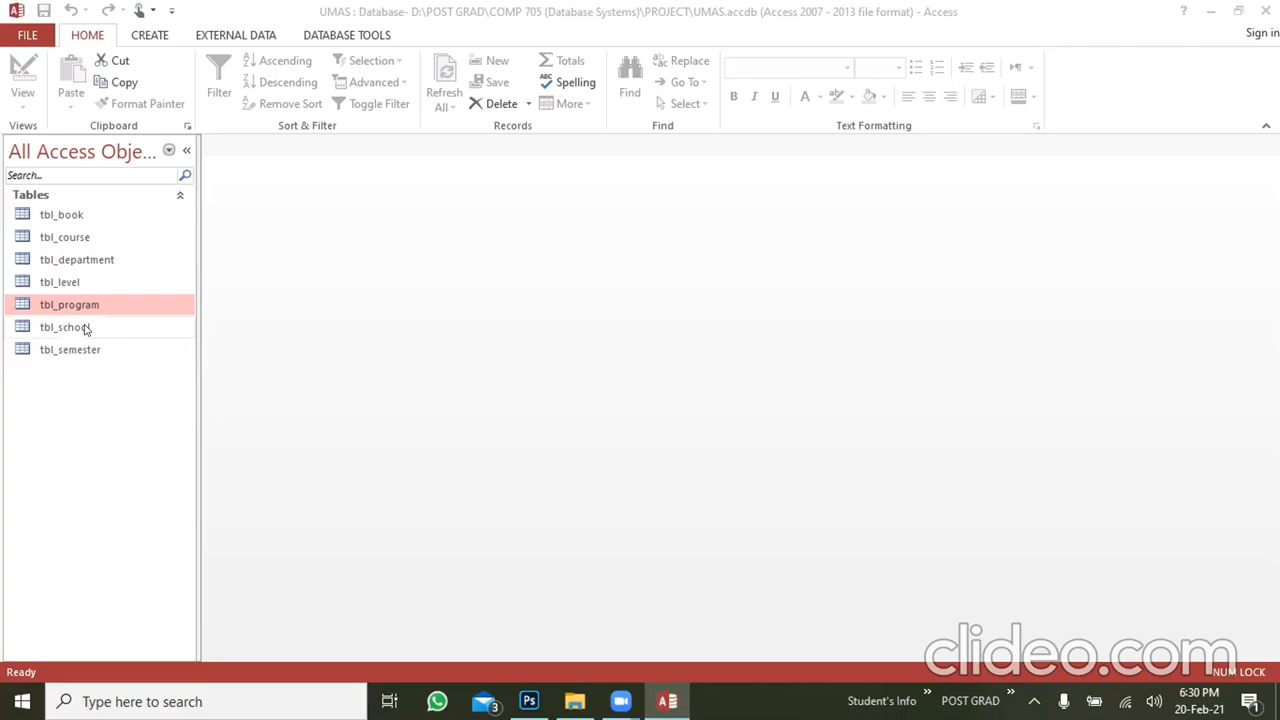 UMAS : Database- D:\POST GRAD\COMP 705 (Database Systems)\PROJECT\UMAS.accdb (Access 2007 - 2013 file format) - Access
?
FILE HOME CREATE EXTERNAL DATA DATABASE TOOLS
Sign in
View
Views
Paste
Cut
Copy
Format Painter
Clipboard
Filter
Ascending
Descending
Remove Sort
Selection
Advanced
Toggle Filter
Sort & Filter
Refresh
All
New
Save
Delete
Totals
Spelling
More
Records
Find
Replace
Go To
Select
Find
B I U A
Text Formatting
All Access Obje...
Search...
Tables
tbl_book
tbl_course
tbl_department
tbl_level
tbl_program
tbl_school
tbl_semester
clideo.com
Ready
NUM LOCK
Type here to search
3
Ps
Student's Info
POST GRAD
6:30 PM
20-Feb-21
1